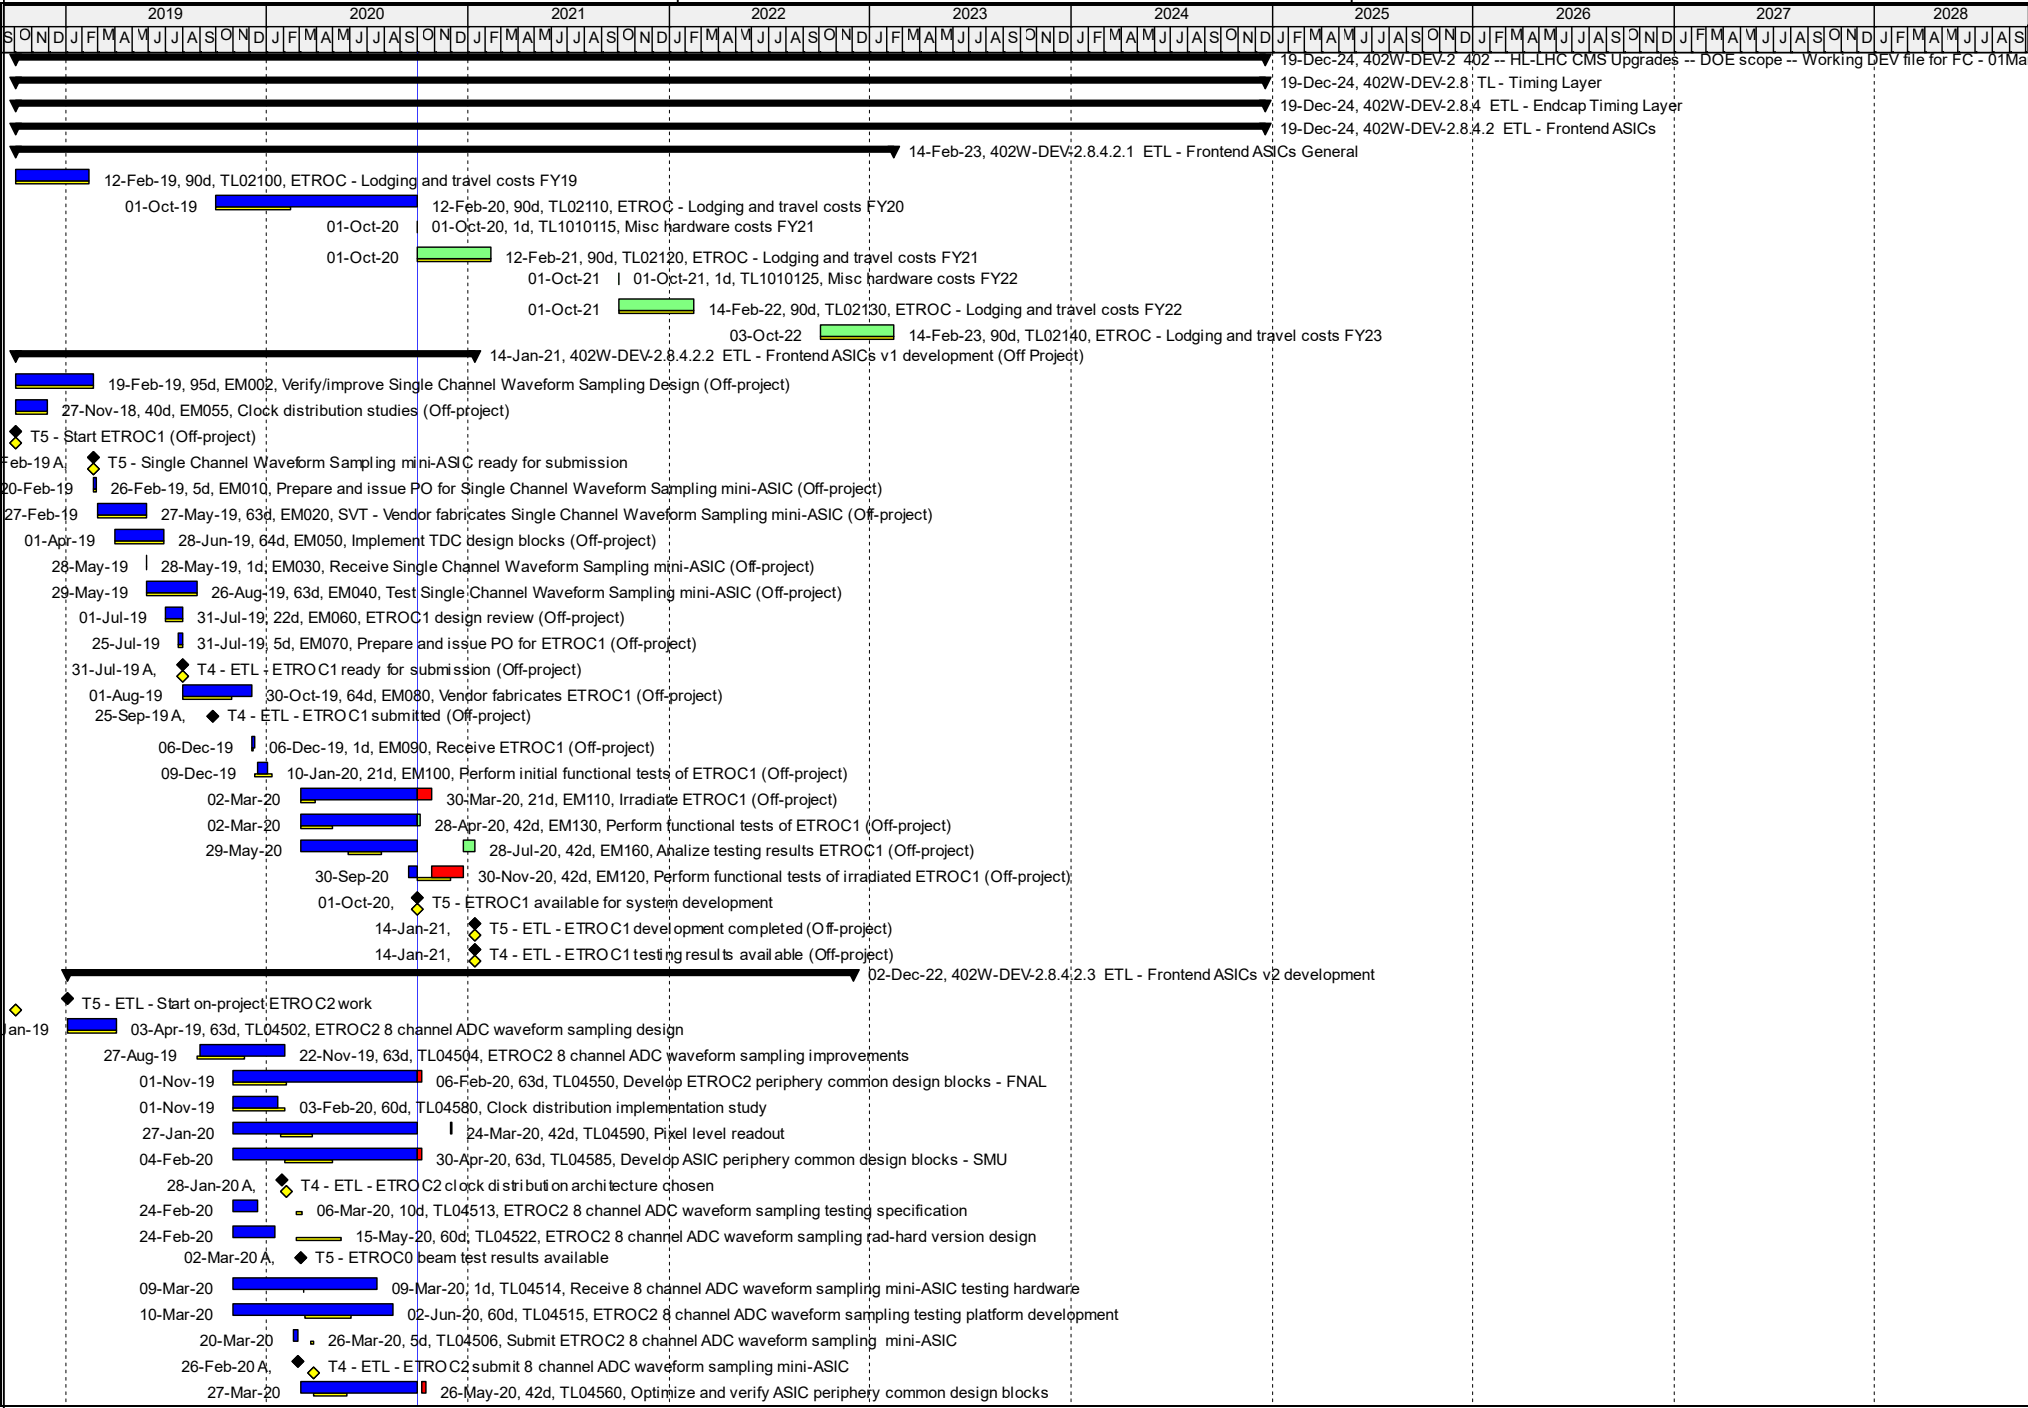 2019 2020 2021 2022 2023 2024 2025 2026 2027 2028
S O N D J F M A M J J A S O N D J F M A M J J A S O N D J F M A M J J A S O N D J F M A M J J A S O N D J F M A M J J A S O N D J F M A M J J A S O N D J F M A M J J A S O N D J F M A M J J A S O N D J F M A M J J A S O N D J F M A M J J A S
19-Dec-24, 402W-DEV-2 402 -- HL-LHC CMS Upgrades -- DOE scope -- Working DEV file for FC - 01Ma
19-Dec-24, 402W-DEV-2.8 TL - Timing Layer
19-Dec-24, 402W-DEV-2.8.4 ETL - Endcap Timing Layer
19-Dec-24, 402W-DEV-2.8.4.2 ETL - Frontend ASICs
14-Feb-23, 402W-DEV-2.8.4.2.1 ETL - Frontend ASICs General
12-Feb-19, 90d, TL02100, ETROC - Lodging and travel costs FY19
01-Oct-19 12-Feb-20, 90d, TL02110, ETROC - Lodging and travel costs FY20
01-Oct-20 01-Oct-20, 1d, TL1010115, Misc hardware costs FY21
01-Oct-20 12-Feb-21, 90d, TL02120, ETROC - Lodging and travel costs FY21
01-Oct-21 01-Oct-21, 1d, TL1010125, Misc hardware costs FY22
01-Oct-21 14-Feb-22, 90d, TL02130, ETROC - Lodging and travel costs FY22
03-Oct-22 14-Feb-23, 90d, TL02140, ETROC - Lodging and travel costs FY23
14-Jan-21, 402W-DEV-2.8.4.2.2 ETL - Frontend ASICs v1 development (Off Project)
19-Feb-19, 95d, EM002, Verify/improve Single Channel Waveform Sampling Design (Off-project)
27-Nov-18, 40d, EM055, Clock distribution studies (Off-project)
T5 - Start ETROC1 (Off-project)
Feb-19 A, T5 - Single Channel Waveform Sampling mini-ASIC ready for submission
20-Feb-19 26-Feb-19, 5d, EM010, Prepare and issue PO for Single Channel Waveform Sampling mini-ASIC (Off-project)
27-Feb-19 27-May-19, 63d, EM020, SVT - Vendor fabricates Single Channel Waveform Sampling mini-ASIC (Off-project)
01-Apr-19 28-Jun-19, 64d, EM050, Implement TDC design blocks (Off-project)
28-May-19 28-May-19, 1d, EM030, Receive Single Channel Waveform Sampling mini-ASIC (Off-project)
29-May-19 26-Aug-19, 63d, EM040, Test Single Channel Waveform Sampling mini-ASIC (Off-project)
01-Jul-19 31-Jul-19, 22d, EM060, ETROC1 design review (Off-project)
25-Jul-19 31-Jul-19, 5d, EM070, Prepare and issue PO for ETROC1 (Off-project)
31-Jul-19 A, T4 - ETL - ETROC1 ready for submission (Off-project)
01-Aug-19 30-Oct-19, 64d, EM080, Vendor fabricates ETROC1 (Off-project)
25-Sep-19 A, T4 - ETL - ETROC1 submitted (Off-project)
06-Dec-19 06-Dec-19, 1d, EM090, Receive ETROC1 (Off-project)
09-Dec-19 10-Jan-20, 21d, EM100, Perform initial functional tests of ETROC1 (Off-project)
02-Mar-20 30-Mar-20, 21d, EM110, Irradiate ETROC1 (Off-project)
02-Mar-20 28-Apr-20, 42d, EM130, Perform functional tests of ETROC1 (Off-project)
29-May-20 28-Jul-20, 42d, EM160, Analize testing results ETROC1 (Off-project)
30-Sep-20 30-Nov-20, 42d, EM120, Perform functional tests of irradiated ETROC1 (Off-project)
01-Oct-20, T5 - ETROC1 available for system development
14-Jan-21, T5 - ETL - ETROC1 development completed (Off-project)
14-Jan-21, T4 - ETL - ETROC1 testing results available (Off-project)
02-Dec-22, 402W-DEV-2.8.4.2.3 ETL - Frontend ASICs v2 development
T5 - ETL - Start on-project ETROC2 work
Jan-19 03-Apr-19, 63d, TL04502, ETROC2 8 channel ADC waveform sampling design
27-Aug-19 22-Nov-19, 63d, TL04504, ETROC2 8 channel ADC waveform sampling improvements
01-Nov-19 06-Feb-20, 63d, TL04550, Develop ETROC2 periphery common design blocks - FNAL
01-Nov-19 03-Feb-20, 60d, TL04580, Clock distribution implementation study
27-Jan-20 24-Mar-20, 42d, TL04590, Pixel level readout
04-Feb-20 30-Apr-20, 63d, TL04585, Develop ASIC periphery common design blocks - SMU
28-Jan-20 A, T4 - ETL - ETROC2 clock distribution architecture chosen
24-Feb-20 06-Mar-20, 10d, TL04513, ETROC2 8 channel ADC waveform sampling testing specification
24-Feb-20 15-May-20, 60d, TL04522, ETROC2 8 channel ADC waveform sampling rad-hard version design
02-Mar-20 A, T5 - ETROC0 beam test results available
09-Mar-20 09-Mar-20, 1d, TL04514, Receive 8 channel ADC waveform sampling mini-ASIC testing hardware
10-Mar-20 02-Jun-20, 60d, TL04515, ETROC2 8 channel ADC waveform sampling testing platform development
20-Mar-20 26-Mar-20, 5d, TL04506, Submit ETROC2 8 channel ADC waveform sampling mini-ASIC
26-Feb-20 A, T4 - ETL - ETROC2 submit 8 channel ADC waveform sampling mini-ASIC
27-Mar-20 26-May-20, 42d, TL04560, Optimize and verify ASIC periphery common design blocks